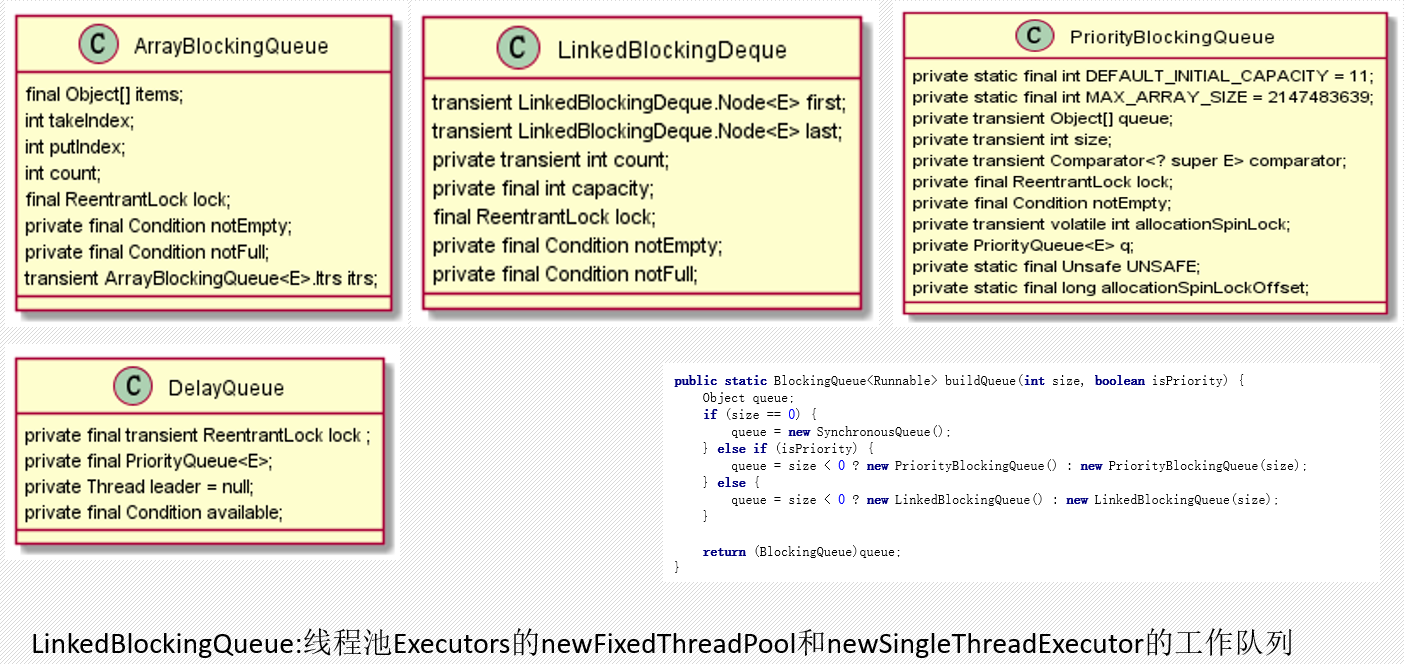 C ArrayBlockingQueue
final Object[] items;
int takeIndex;
int putIndex;
int count;
final ReentrantLock lock;
private final Condition notEmpty;
private final Condition notFull;
transient ArrayBlockingQueue<E>.Itrs itrs;
C LinkedBlockingDeque
transient LinkedBlockingDeque.Node<E> first;
transient LinkedBlockingDeque.Node<E> last;
private transient int count;
private final int capacity;
final ReentrantLock lock;
private final Condition notEmpty;
private final Condition notFull;
C PriorityBlockingQueue
private static final int DEFAULT_INITIAL_CAPACITY = 11;
private static final int MAX_ARRAY_SIZE = 2147483639;
private transient Object[] queue;
private transient int size;
private transient Comparator<? super E> comparator;
private final ReentrantLock lock;
private final Condition notEmpty;
private transient volatile int allocationSpinLock;
private PriorityQueue<E> q;
private static final Unsafe UNSAFE;
private static final long allocationSpinLockOffset;
C DelayQueue
private final transient ReentrantLock lock ;
private final PriorityQueue<E>;
private Thread leader = null;
private final Condition available;
public static BlockingQueue<Runnable> buildQueue(int size, boolean isPriority) {
Object queue;
if (size == 0) {
queue = new SynchronousQueue();
} else if (isPriority) {
queue = size < 0 ? new PriorityBlockingQueue() : new PriorityBlockingQueue(size);
} else {
queue = size < 0 ? new LinkedBlockingQueue() : new LinkedBlockingQueue(size);
}
return (BlockingQueue)queue;
}
LinkedBlockingQueue:线程池Executors的newFixedThreadPool和newSingleThreadExecutor的工作队列